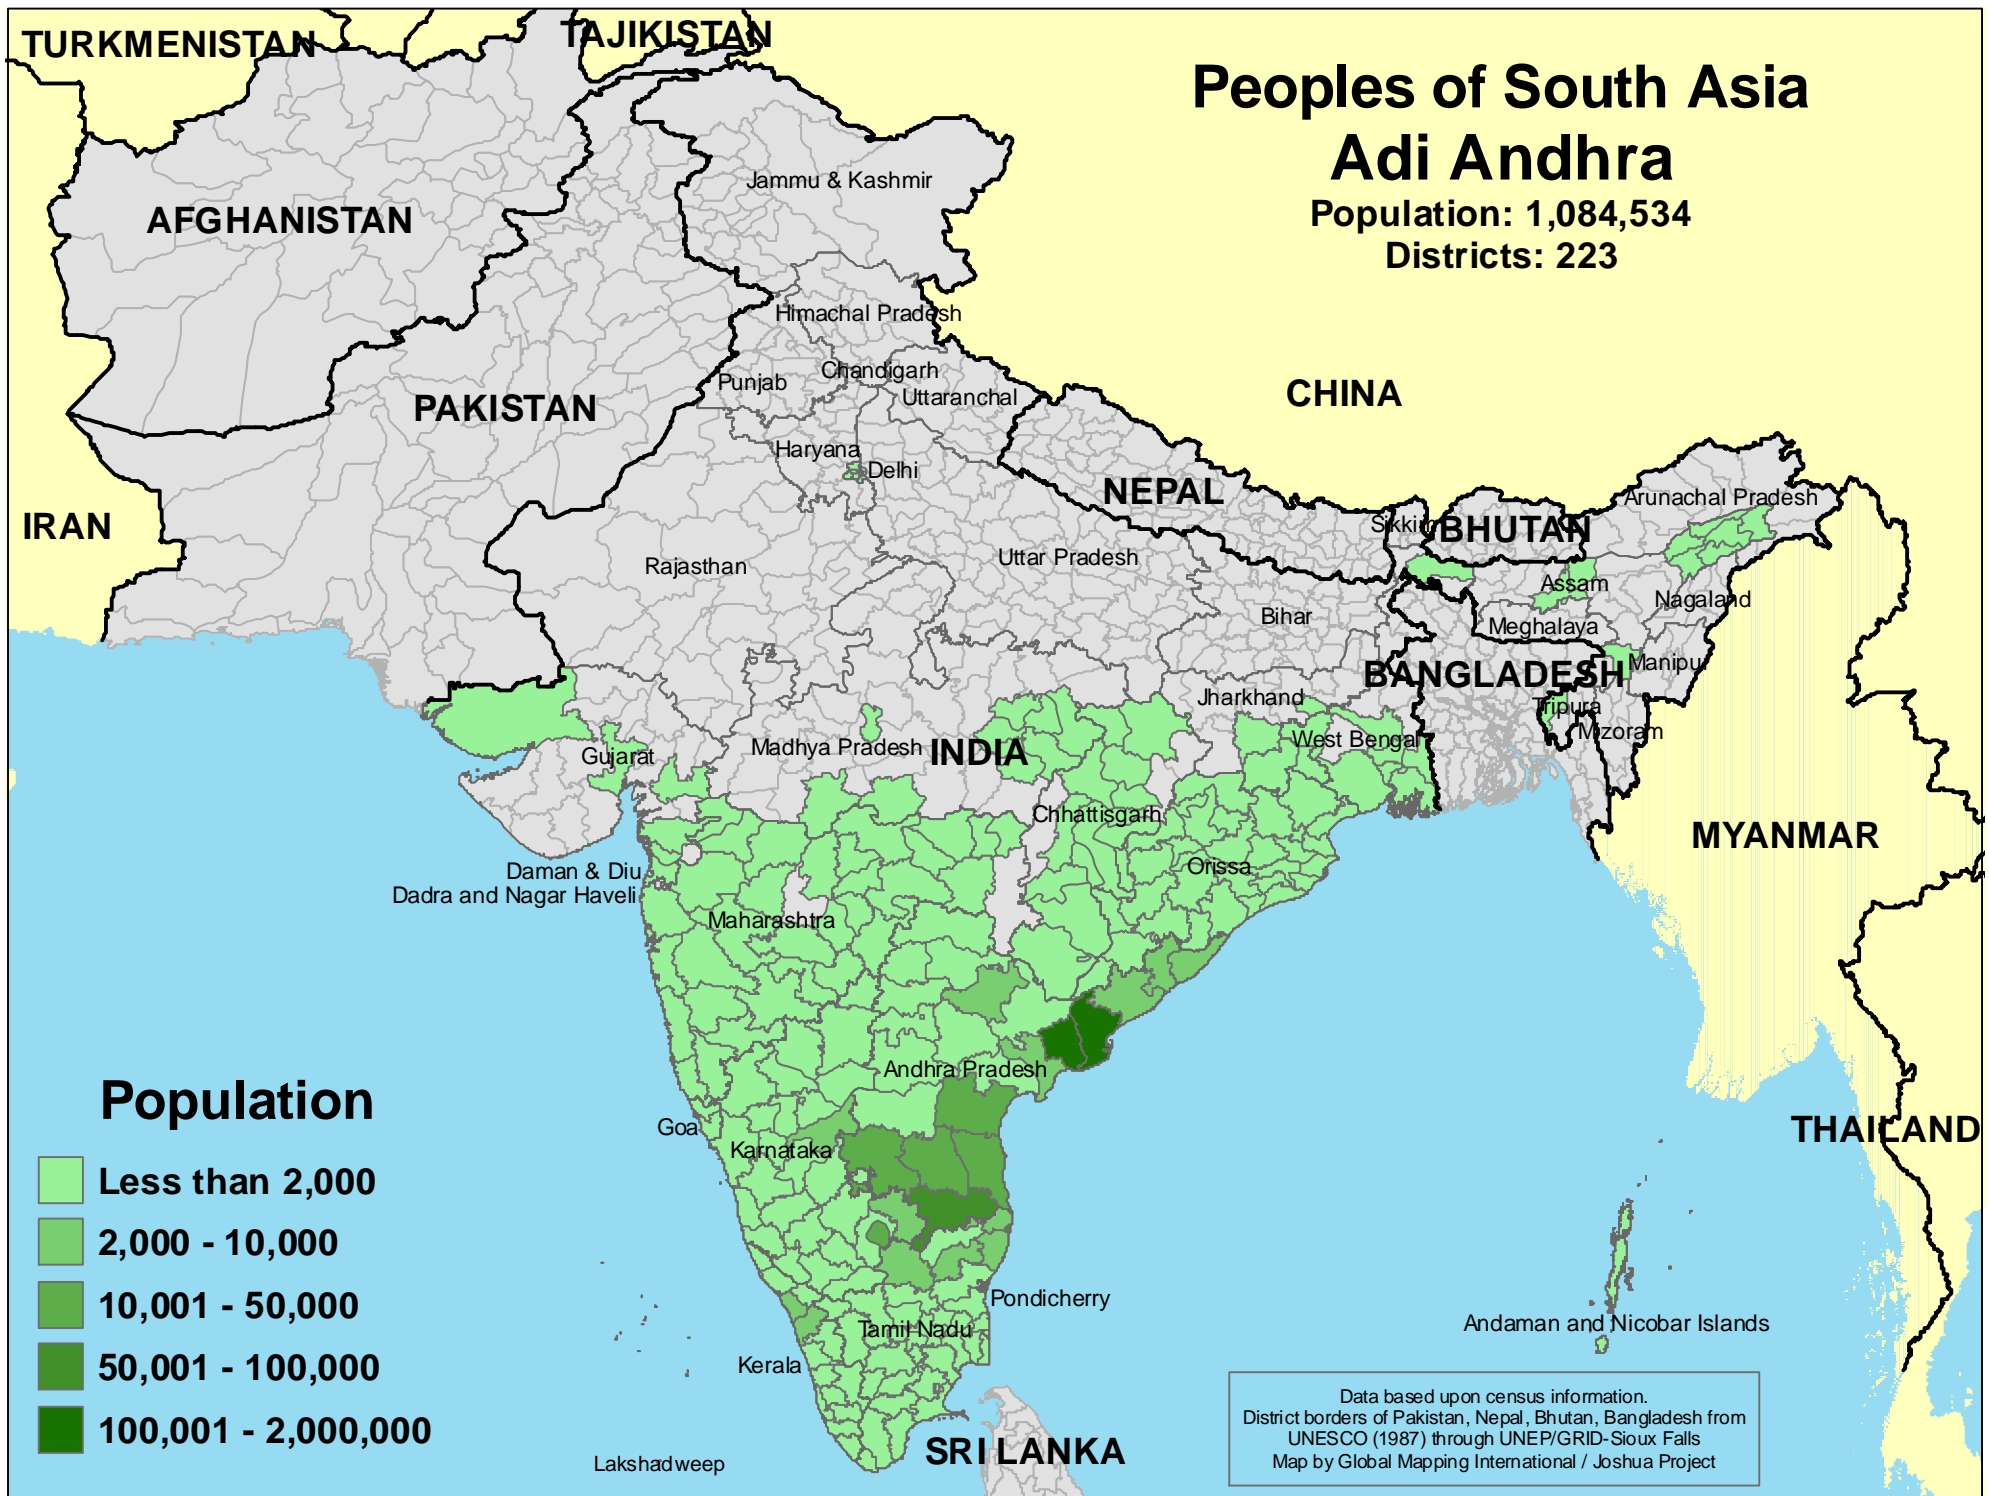 TURKMENISTAN
TAJIKISTAN
Peoples of South Asia
Adi Andhra
Population: 1,084,534
Districts: 223
Jammu & Kashmir
AFGHANISTAN
Himachal Pradesh
Chandigarh
Punjab
Uttaranchal
CHINA
PAKISTAN
Haryana
Delhi
NEPAL
Arunachal Pradesh
IRAN
Sikkim
BHUTAN
Rajasthan
Uttar Pradesh
Assam
Nagaland
Bihar
Meghalaya
BANGLADESH
Manipur
Jharkhand
Tripura
Mizoram
Gujarat
Madhya Pradesh
INDIA
West Bengal
Chhattisgarh
MYANMAR
Orissa
Daman & Diu
Dadra and Nagar Haveli
Maharashtra
Andhra Pradesh
Population
Goa
Karnataka
THAILAND
Less than 2,000
2,000 - 10,000
10,001 - 50,000
50,001 - 100,000
100,001 - 2,000,000
Pondicherry
Tamil Nadu
Andaman and Nicobar Islands
Kerala
Lakshadweep
SRI LANKA
Data based upon census information.
District borders of Pakistan, Nepal, Bhutan, Bangladesh from
UNESCO (1987) through UNEP/GRID-Sioux Falls
Map by Global Mapping International / Joshua Project